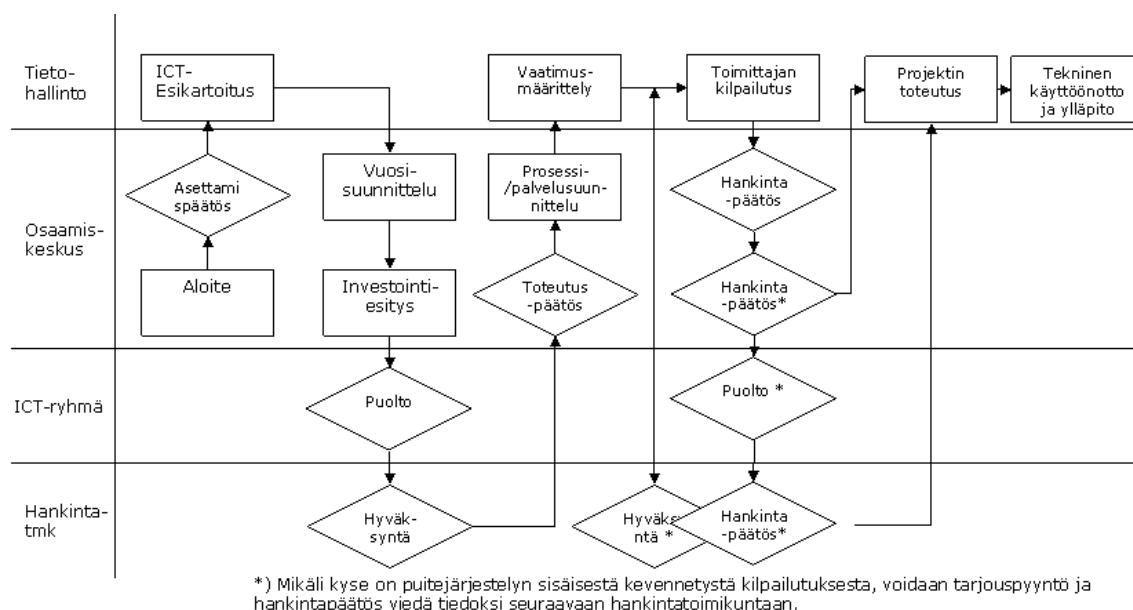 Tieto-
hallinto
ICT-
Esikartoitus
Vaatimus-
määrittely
Toimittajan
kilpailutus
Projektin
toteutus
Tekninen
käyttöönotto
ja ylläpito
Osaamis-
keskus
Asettami
späätös
Aloite
Vuosi-
suunnittelu
Investointi-
esitys
Prosessi-
/palvelusuun-
nittelu
Toteutus
-päätös
Hankinta
-päätös
Hankinta
-päätös*
ICT-ryhmä
Puolto
Puolto *
Hankinta-
tmk
Hyväk-
syntä
Hyväksy
ntä *
Hankinta
-päätös*
*) Mikäli kyse on puitejärjestelyn sisäisestä kevennetystä kilpailutuksesta, voidaan tarjouspyyntö ja
hankintapäätös viedä tiedoksi seuraavaan hankintatoimikuntaan.